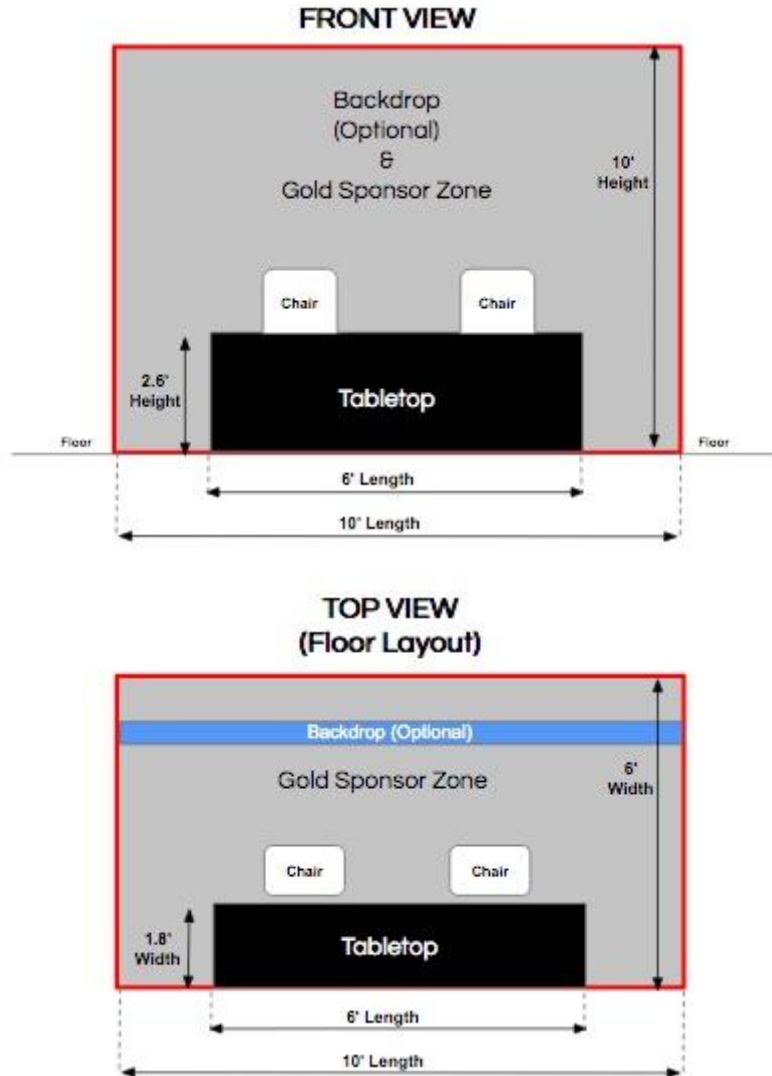 FRONT VIEW
Backdrop
(Optional)
&
Gold Sponsor Zone
10'
Height
Chair
Chair
2.6'
Height
Tabletop
Floor
Floor
6' Length
10' Length
TOP VIEW
(Floor Layout)
Backdrop (Optional)
Gold Sponsor Zone
6'
Width
Chair
Chair
1.8'
Width
Tabletop
6' Length
10' Length